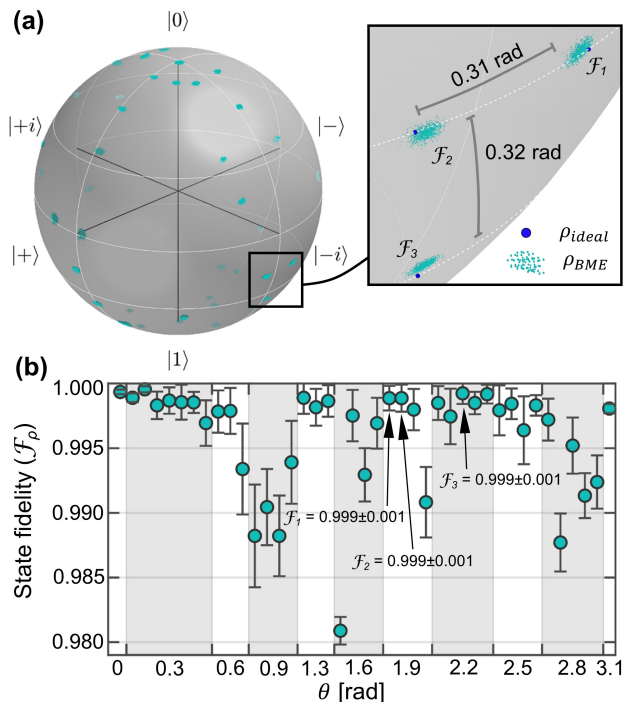 (a)
|0⟩
|+i⟩
|−⟩
|+⟩
|−i⟩
|1⟩
0.31 rad
ℱ₁
ℱ₂
0.32 rad
ℱ₃
ρ_ideal
ρ_BME
(b)
State fidelity (ℱᵨ)
1.000
0.995
0.990
0.985
0.980
ℱ₁ = 0.999±0.001
ℱ₂ = 0.999±0.001
ℱ₃ = 0.999±0.001
0 0.3 0.6 0.9 1.3 1.6 1.9 2.2 2.5 2.8 3.1
θ [rad]